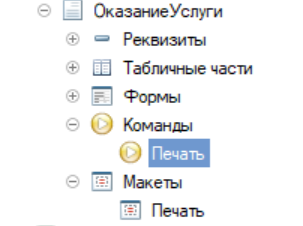 ОказаниеУслуги
Реквизиты
Табличные части
Формы
Команды
Печать
Макеты
Печать